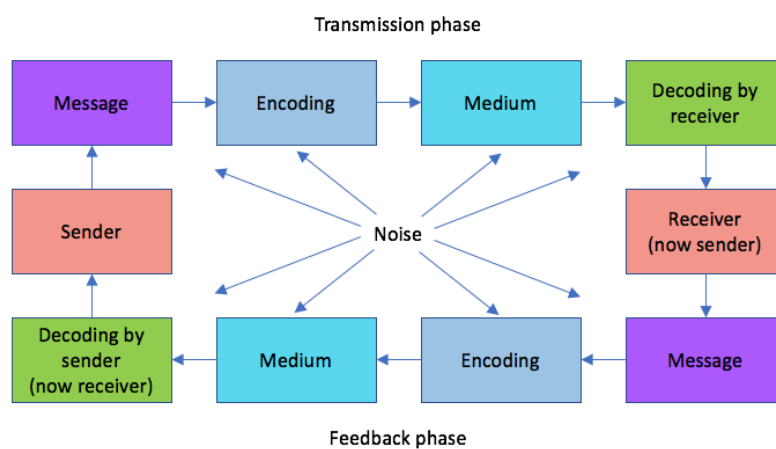 Transmission phase
Message
Encoding
Medium
Decoding by
receiver
Sender
Noise
Receiver
(now sender)
Decoding by
sender
(now receiver)
Medium
Encoding
Message
Feedback phase